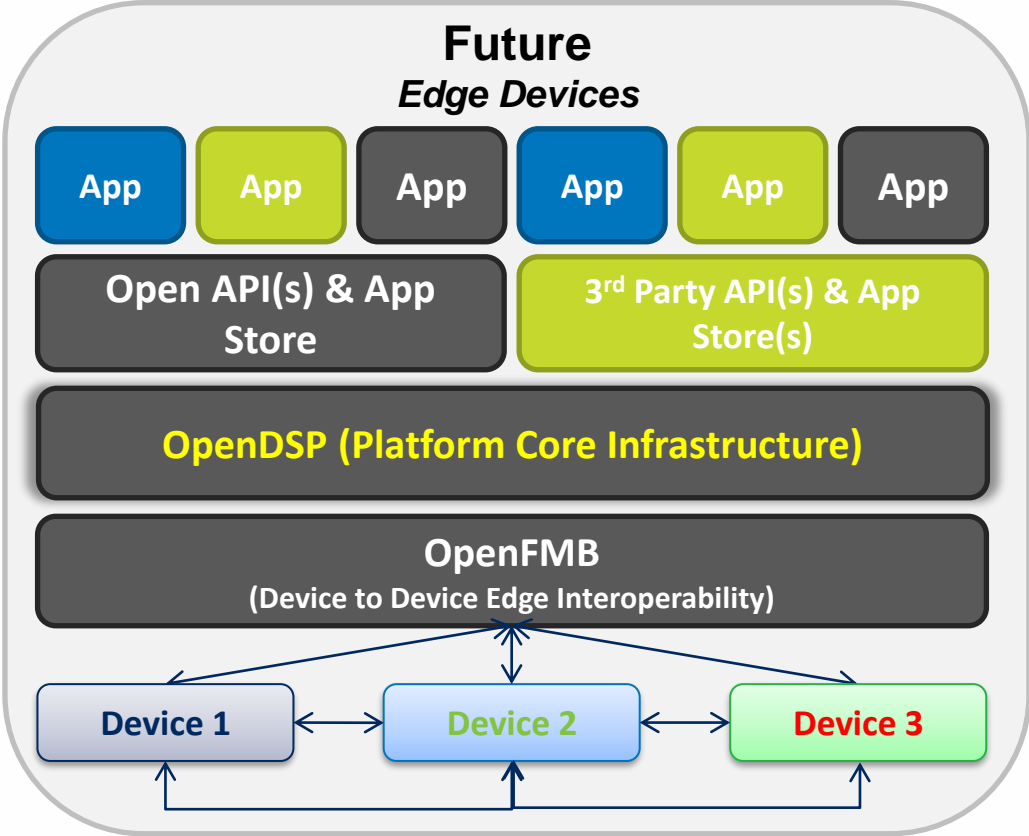 Future
Edge Devices
App
App
App
App
App
App
Open API(s) & App
Store
3rd Party API(s) & App
Store(s)
OpenDSP (Platform Core Infrastructure)
OpenFMB
(Device to Device Edge Interoperability)
Device 1
Device 2
Device 3